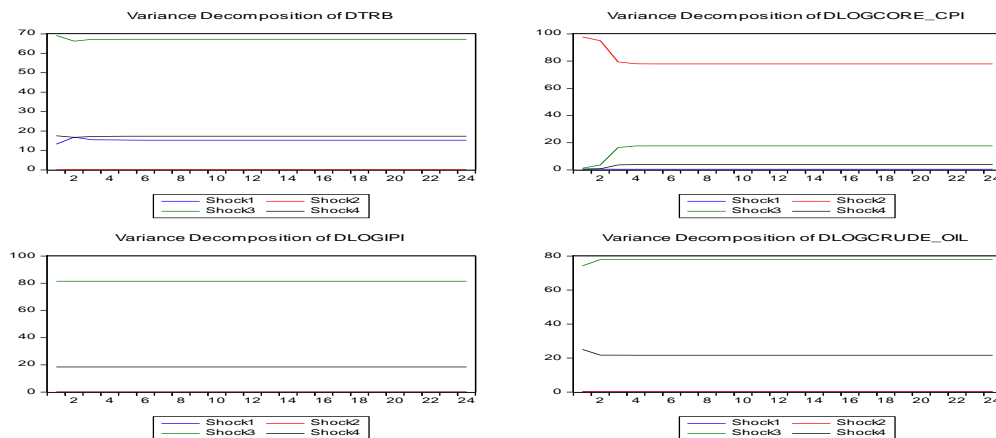 Variance Decomposition of DTRB
70
60
50
40
30
20
10
0
2 4 6 8 10 12 14 16 18 20 22 24
Shock1 Shock2
Shock3 Shock4
Variance Decomposition of DLOGCORE_CPI
100
80
60
40
20
0
2 4 6 8 10 12 14 16 18 20 22 24
Shock1 Shock2
Shock3 Shock4
Variance Decomposition of DLOGIPI
100
80
60
40
20
0
2 4 6 8 10 12 14 16 18 20 22 24
Shock1 Shock2
Shock3 Shock4
Variance Decomposition of DLOGCRUDE_OIL
80
60
40
20
0
2 4 6 8 10 12 14 16 18 20 22 24
Shock1 Shock2
Shock3 Shock4